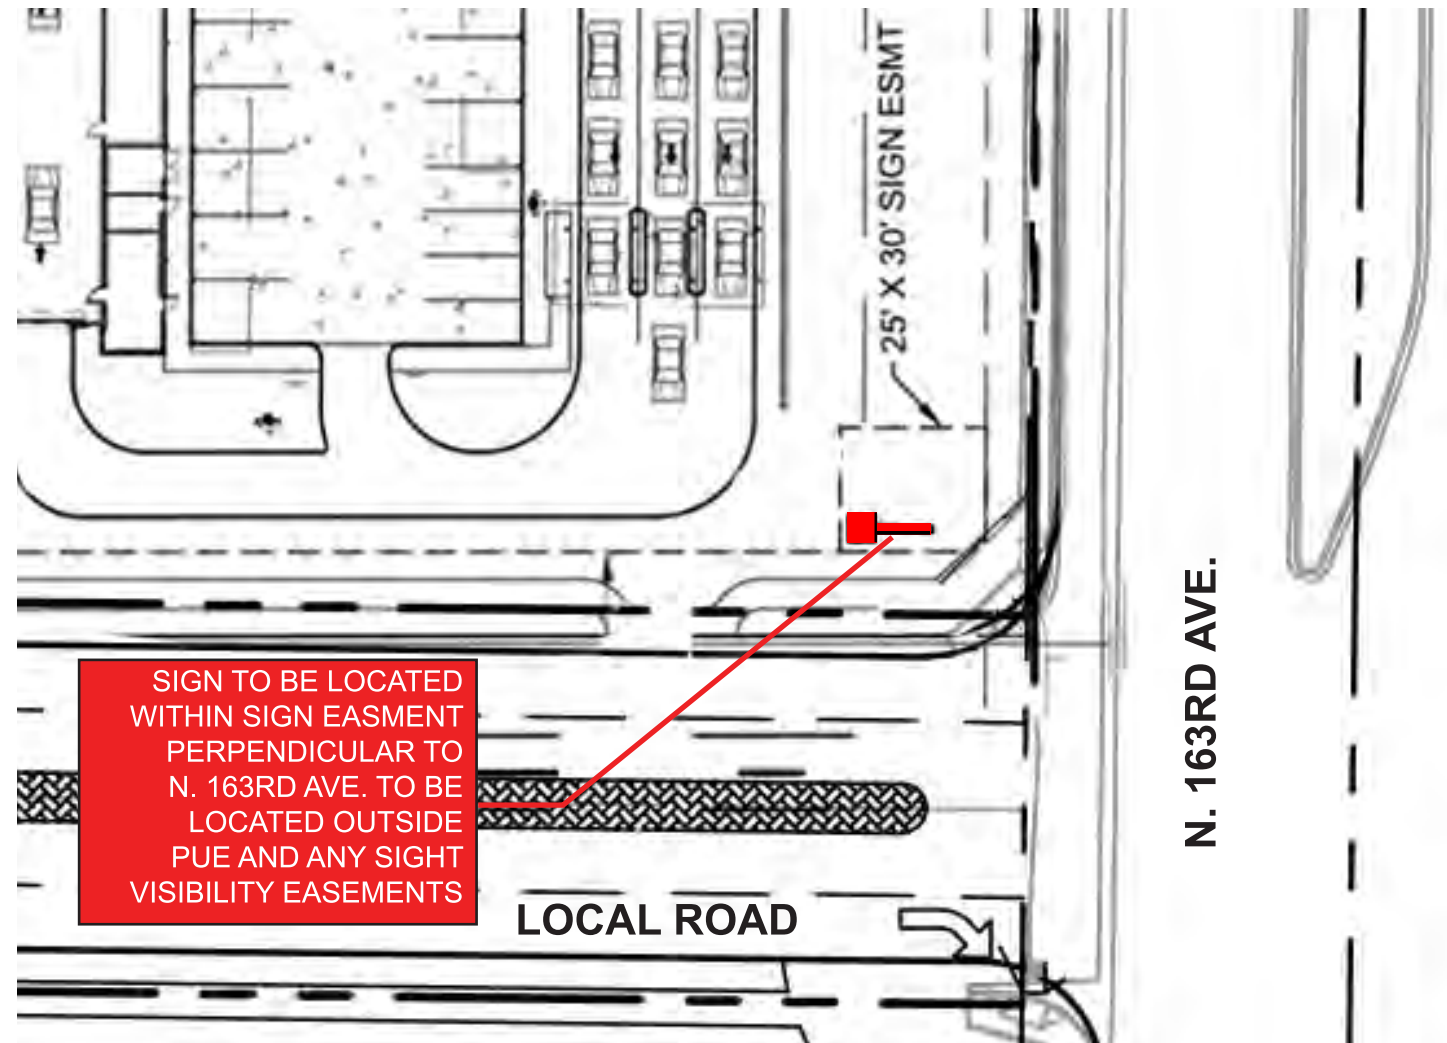 25' X 30' SIGN ESMT
N. 163RD AVE.
SIGN TO BE LOCATED
WITHIN SIGN EASMENT
PERPENDICULAR TO
N. 163RD AVE. TO BE
LOCATED OUTSIDE
PUE AND ANY SIGHT
VISIBILITY EASEMENTS
LOCAL ROAD